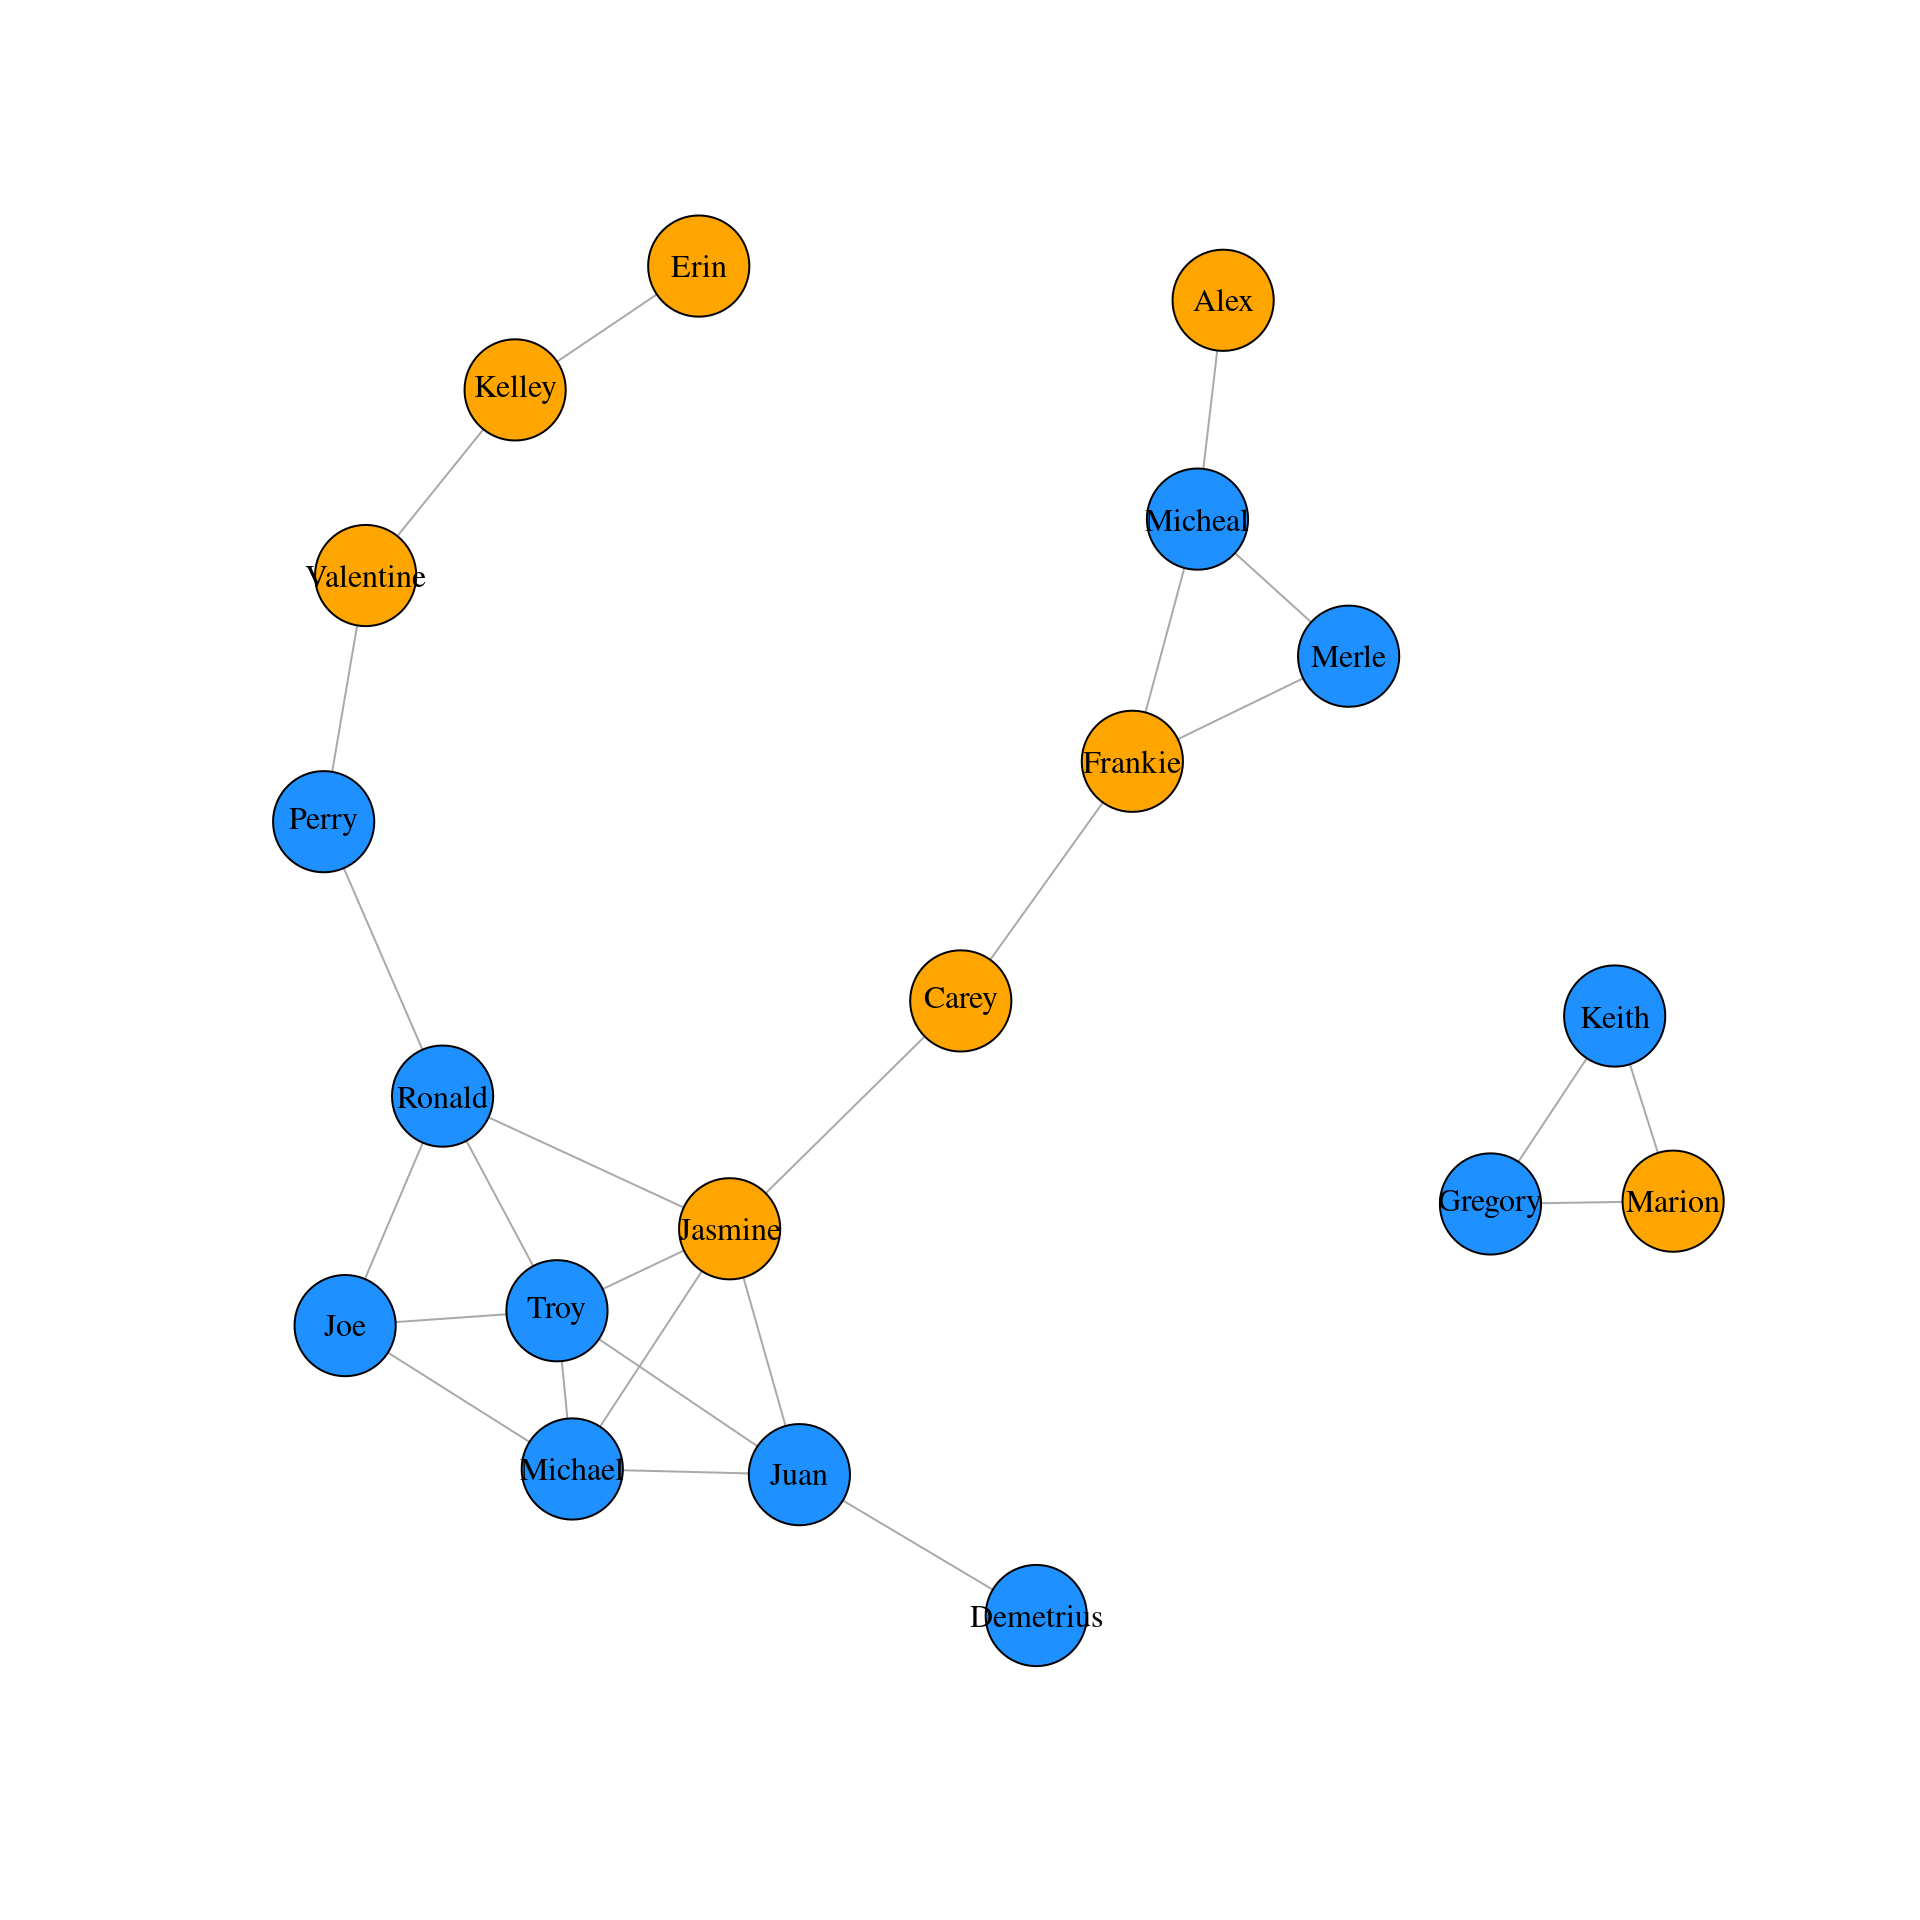 Erin
Alex
Kelley
Micheal
Valentine
Merle
Frankie
Perry
Carey
Keith
Ronald
Gregory
Marion
Jasmine
Troy
Joe
Michael
Juan
Demetrius